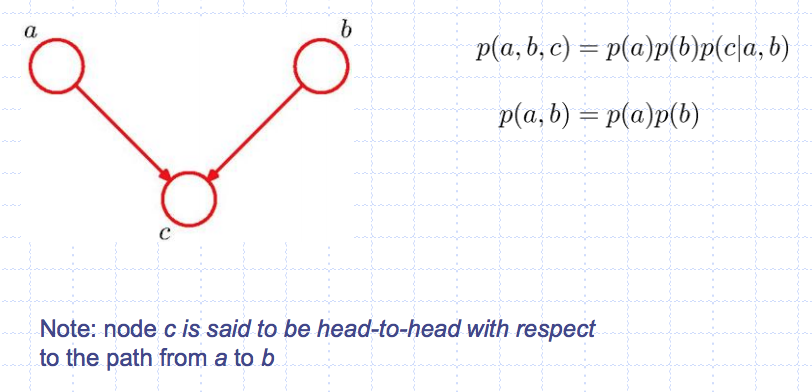 a
b
p(a, b, c) = p(a)p(b)p(c|a, b)
p(a, b) = p(a)p(b)
c
Note: node c is said to be head-to-head with respect
to the path from a to b